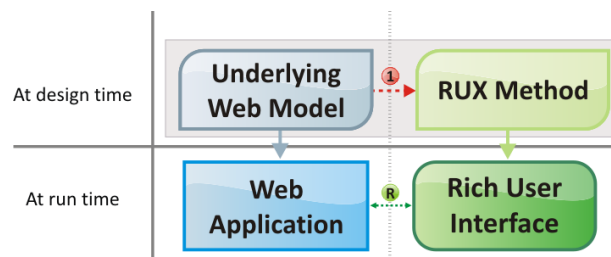 At design time
Underlying
Web Model
1
RUX Method
At run time
Web
Application
R
Rich User
Interface